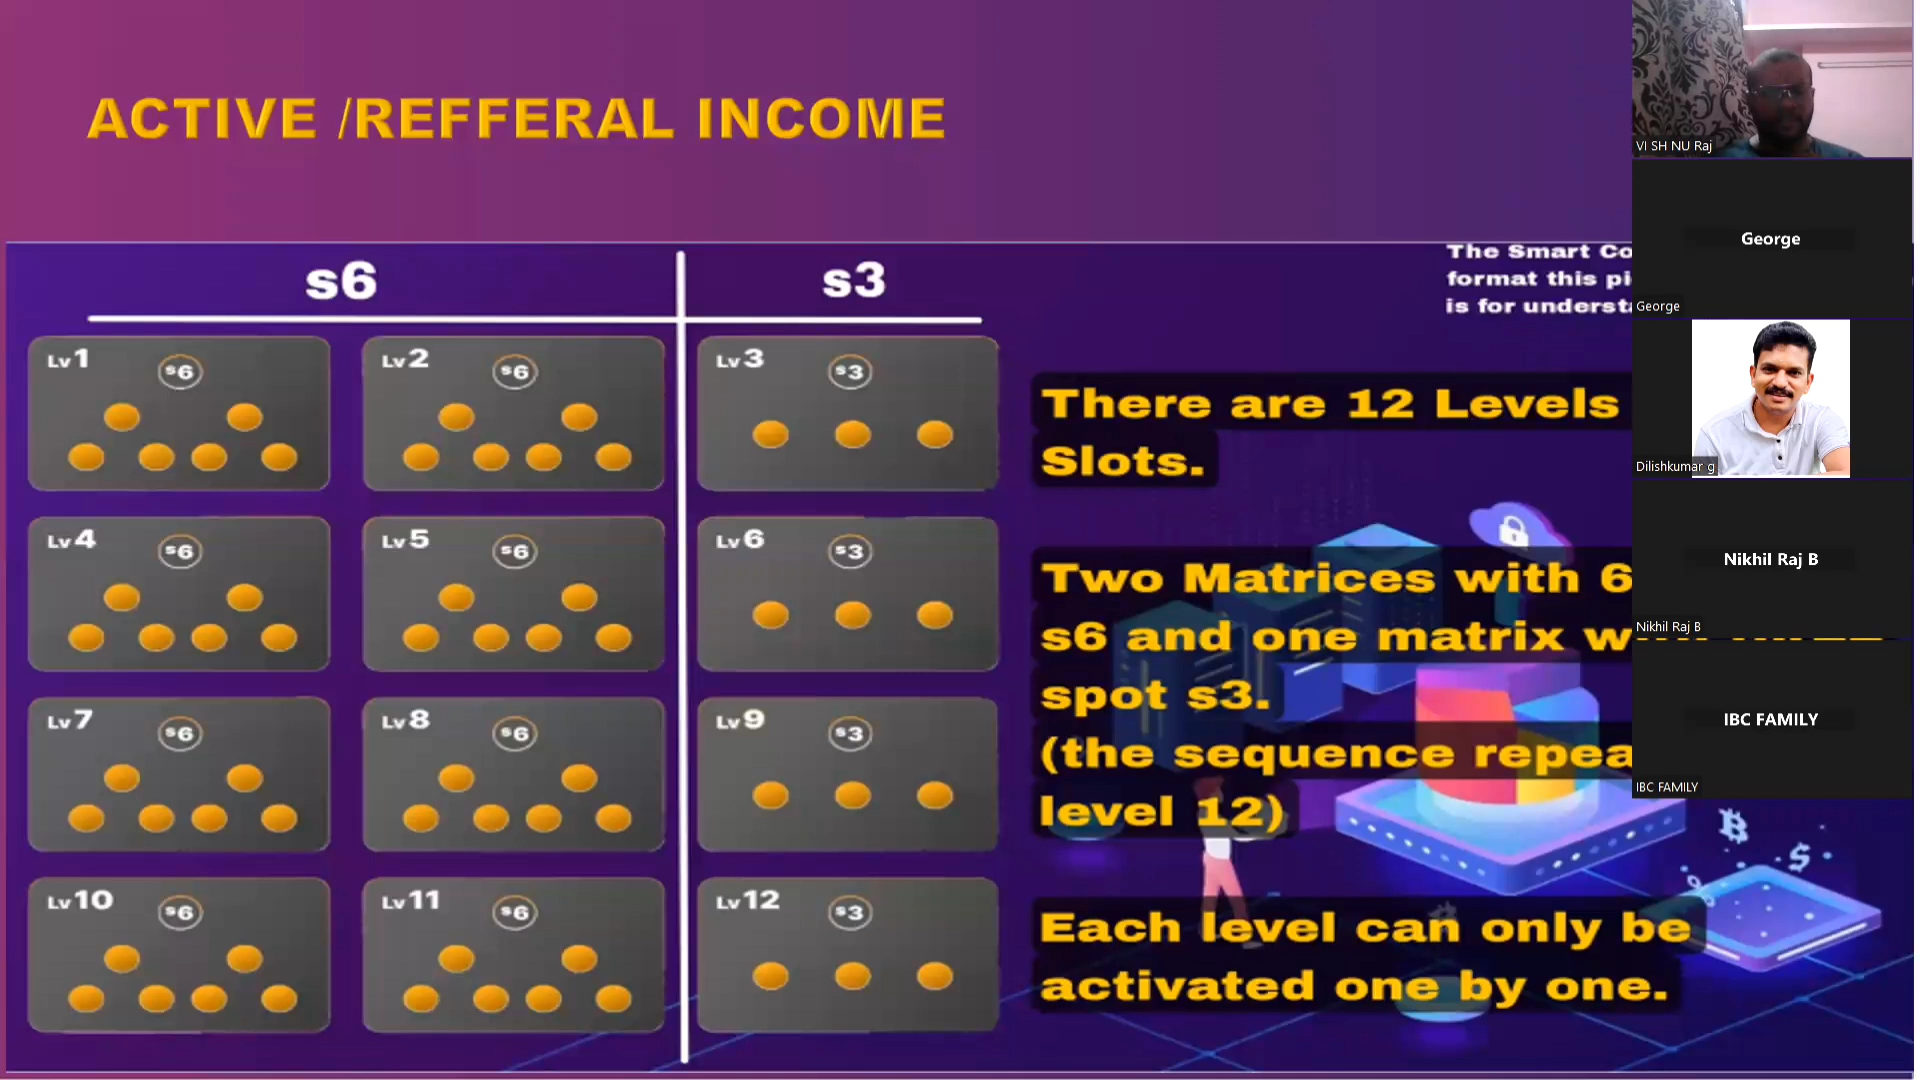 ACTIVE /REFFERAL INCOME
s6
s3
The Smart Co
format this pi
is for underst
Lv1
s6
Lv2
s6
Lv3
s3
Lv4
s6
Lv5
s6
Lv6
s3
Lv7
s6
Lv8
s6
Lv9
s3
Lv10
s6
Lv11
s6
Lv12
s3
There are 12 Levels
Slots.
Two Matrices with 6
s6 and one matrix w
spot s3.
(the sequence repea
level 12)
Each level can only be
activated one by one.
VI SH NU Raj
George
George
Dilishkumar g
Nikhil Raj B
Nikhil Raj B
IBC FAMILY
IBC FAMILY